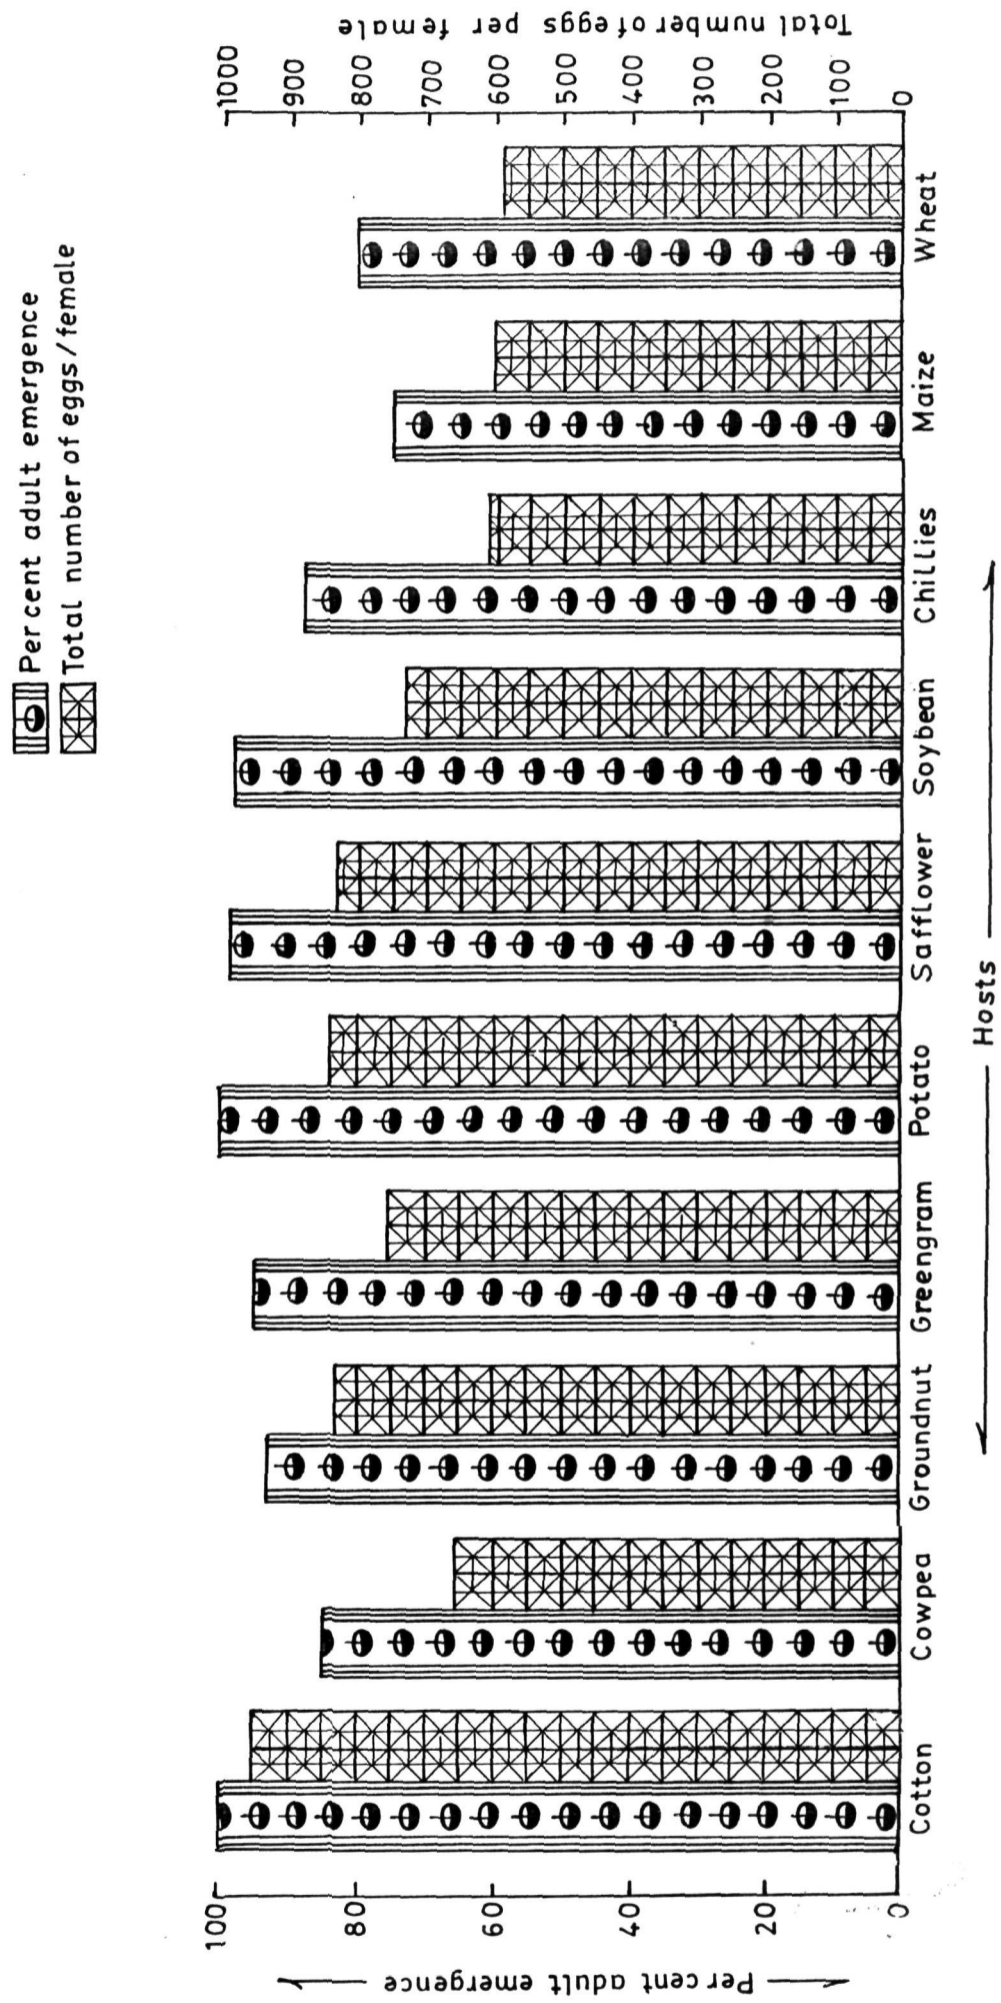 Per cent adult emergence
Total number of eggs/female
Per cent adult emergence
100
80
60
40
20
0
Cotton
Cowpea
Groundnut
Greengram
Potato
Safflower
Soybean
Chillies
Maize
Wheat
Hosts
1000
900
800
700
600
500
400
300
200
100
0
Total number of eggs per female